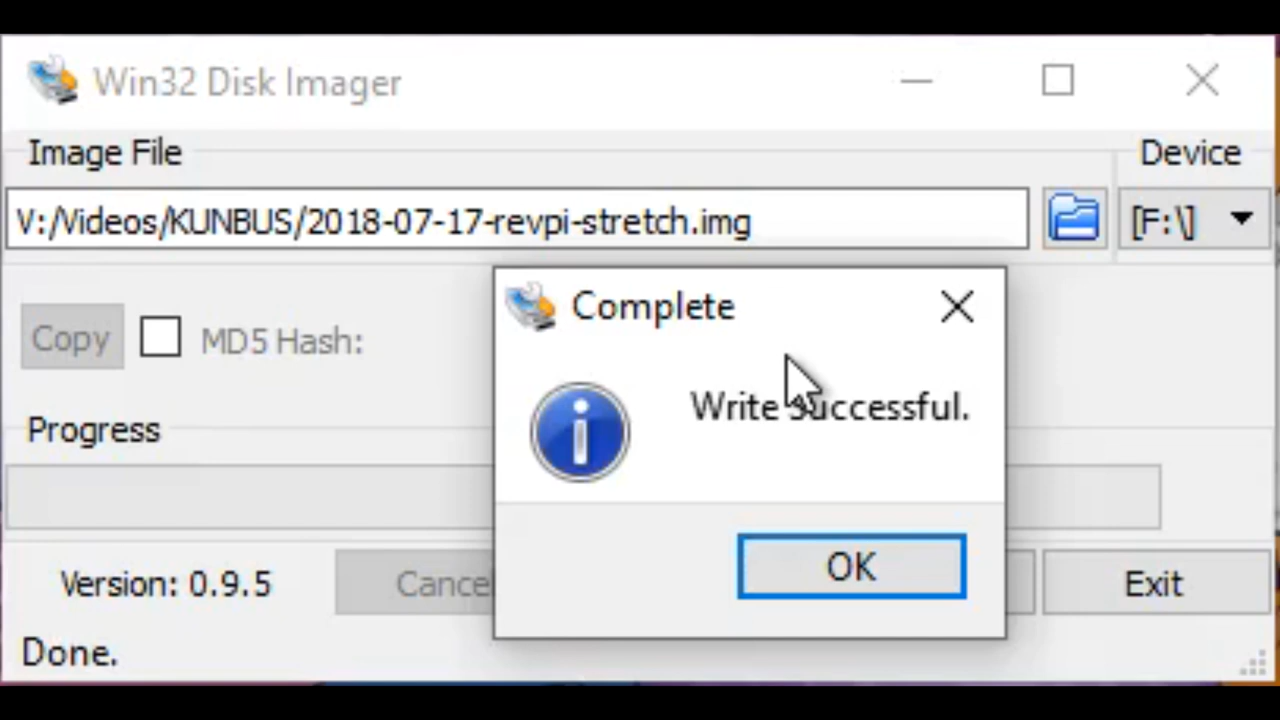 Win32 Disk Imager
Image File
Device
V:/Videos/KUNBUS/2018-07-17-revpi-stretch.img
[F:\]
Complete
Copy
MD5 Hash:
Write successful.
Progress
OK
Version: 0.9.5
Cancel
Exit
Done.